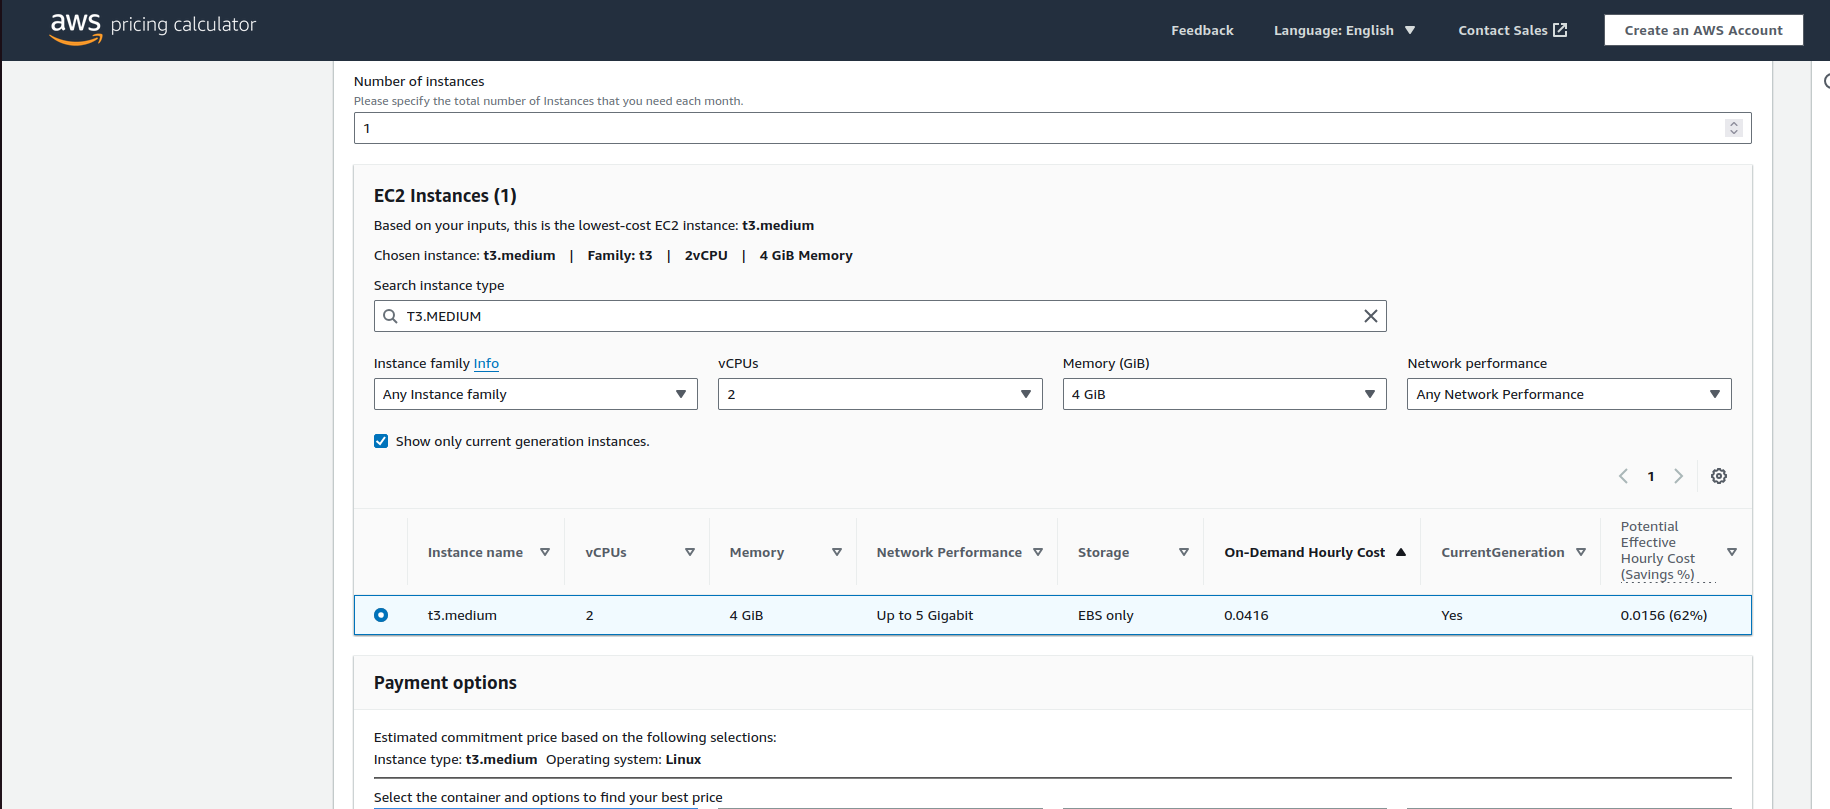 aws pricing calculator
Feedback
Language: English
Contact Sales
Create an AWS Account
Number of instances
Please specify the total number of Instances that you need each month.
1
EC2 Instances (1)
Based on your inputs, this is the lowest-cost EC2 instance: t3.medium
Chosen instance: t3.medium | Family: t3 | 2vCPU | 4 GiB Memory
Search instance type
T3.MEDIUM
Instance family Info
vCPUs
Memory (GiB)
Network performance
Any Instance family
2
4 GiB
Any Network Performance
Show only current generation instances.
1
Instance name
vCPUs
Memory
Network Performance
Storage
On-Demand Hourly Cost
CurrentGeneration
Potential
Effective
Hourly Cost
(Savings %)
t3.medium
2
4 GiB
Up to 5 Gigabit
EBS only
0.0416
Yes
0.0156 (62%)
Payment options
Estimated commitment price based on the following selections:
Instance type: t3.medium Operating system: Linux
Select the container and options to find your best price